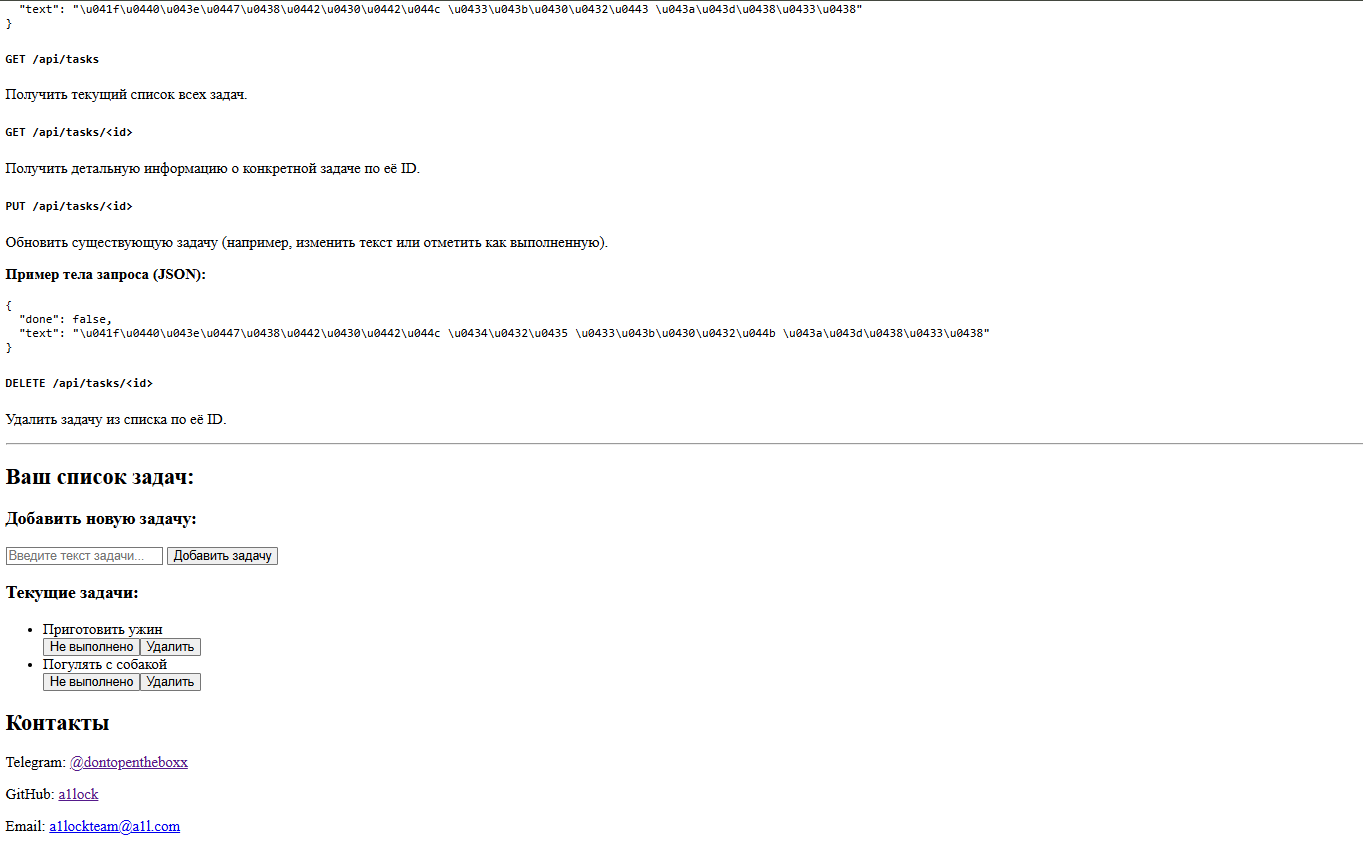 "text": "\u041f\u0440\u043e\u0447\u0438\u0442\u0430\u0442\u044c \u0433\u043b\u0430\u0432\u0443 \u043a\u043d\u0438\u0433\u0438"
}
GET /api/tasks
Получить текущий список всех задач.
GET /api/tasks/<id>
Получить детальную информацию о конкретной задаче по её ID.
PUT /api/tasks/<id>
Обновить существующую задачу (например, изменить текст или отметить как выполненную).
Пример тела запроса (JSON):
{
"done": false,
"text": "\u041f\u0440\u043e\u0447\u0438\u0442\u0430\u0442\u044c \u0434\u0432\u0435 \u0433\u043b\u0430\u0432\u044b \u043a\u043d\u0438\u0433\u0438"
}
DELETE /api/tasks/<id>
Удалить задачу из списка по её ID.
Ваш список задач:
Добавить новую задачу:
Введите текст задачи... Добавить задачу
Текущие задачи:
• Приготовить ужин
Не выполнено Удалить
• Погулять с собакой
Не выполнено Удалить
Контакты
Telegram: @dontopentheboxx
GitHub: a1lock
Email: a1lockteam@a1l.com